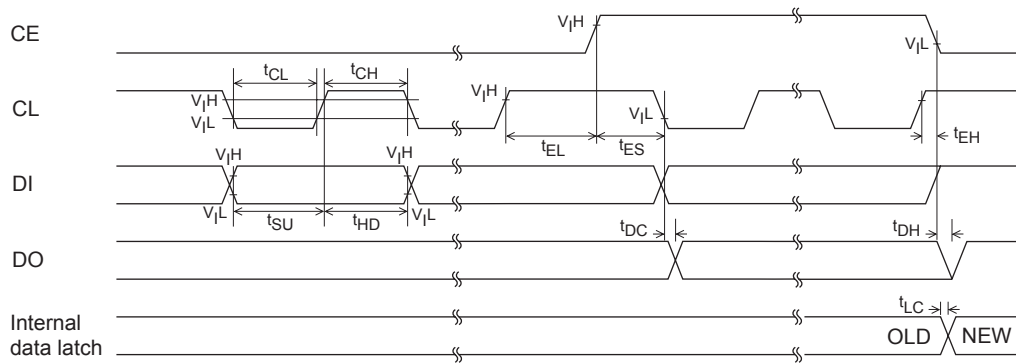 CE
VIH
VIL
tCL
tCH
CL
VIH
VIL
VIH
VIL
tEL
tES
tEH
DI
VIH
VIL
VIH
VIL
tSU
tHD
DO
tDC
tDH
Internal
data latch
tLC
OLD
NEW